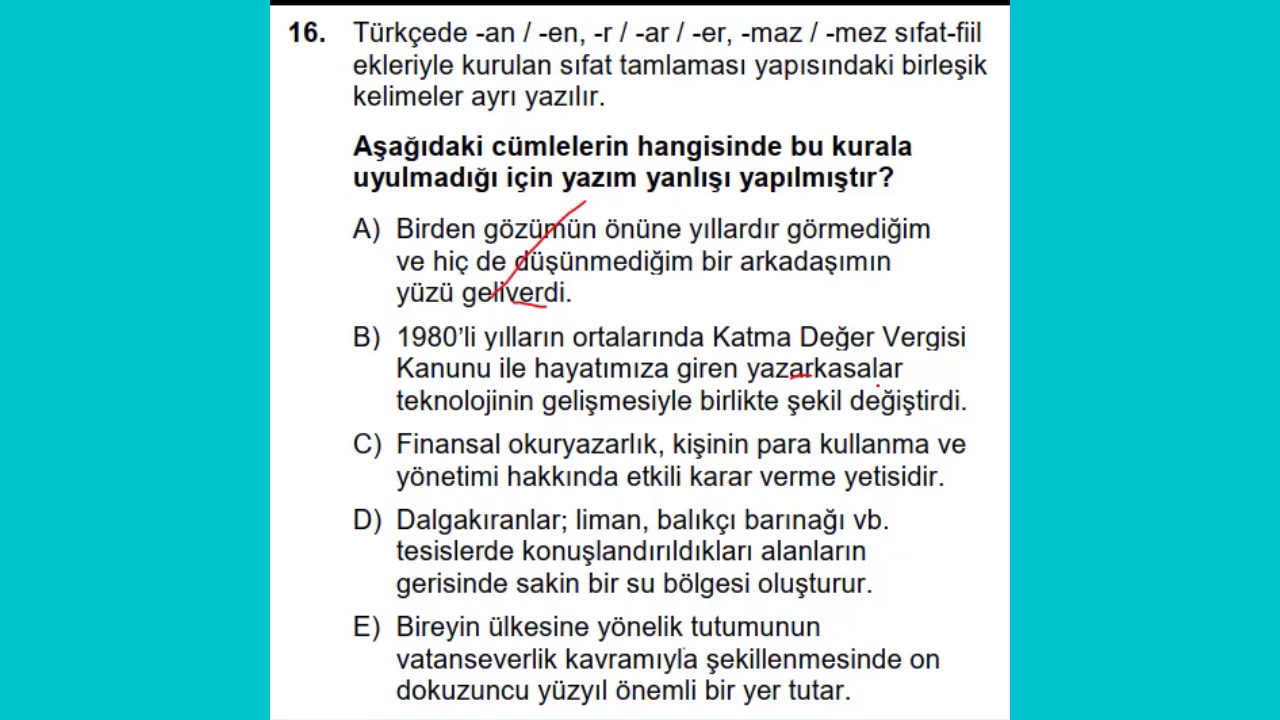 16. Türkçede -an / -en, -r / -ar / -er, -maz / -mez sıfat-fiil
ekleriyle kurulan sıfat tamlaması yapısındaki birleşik
kelimeler ayrı yazılır.
Aşağıdaki cümlelerin hangisinde bu kurala
uyulmadığı için yazım yanlışı yapılmıştır?
A) Birden gözümün önüne yıllardır görmediğim
ve hiç de düşünmediğim bir arkadaşımın
yüzü geliverdi.
B) 1980’li yılların ortalarında Katma Değer Vergisi
Kanunu ile hayatımıza giren yazarkasalar
teknolojinin gelişmesiyle birlikte şekil değiştirdi.
C) Finansal okuryazarlık, kişinin para kullanma ve
yönetimi hakkında etkili karar verme yetisidir.
D) Dalgakıranlar; liman, balıkçı barınağı vb.
tesislerde konuşlandırıldıkları alanların
gerisinde sakin bir su bölgesi oluşturur.
E) Bireyin ülkesine yönelik tutumunun
vatanseverlik kavramıyla şekillenmesinde on
dokuzuncu yüzyıl önemli bir yer tutar.